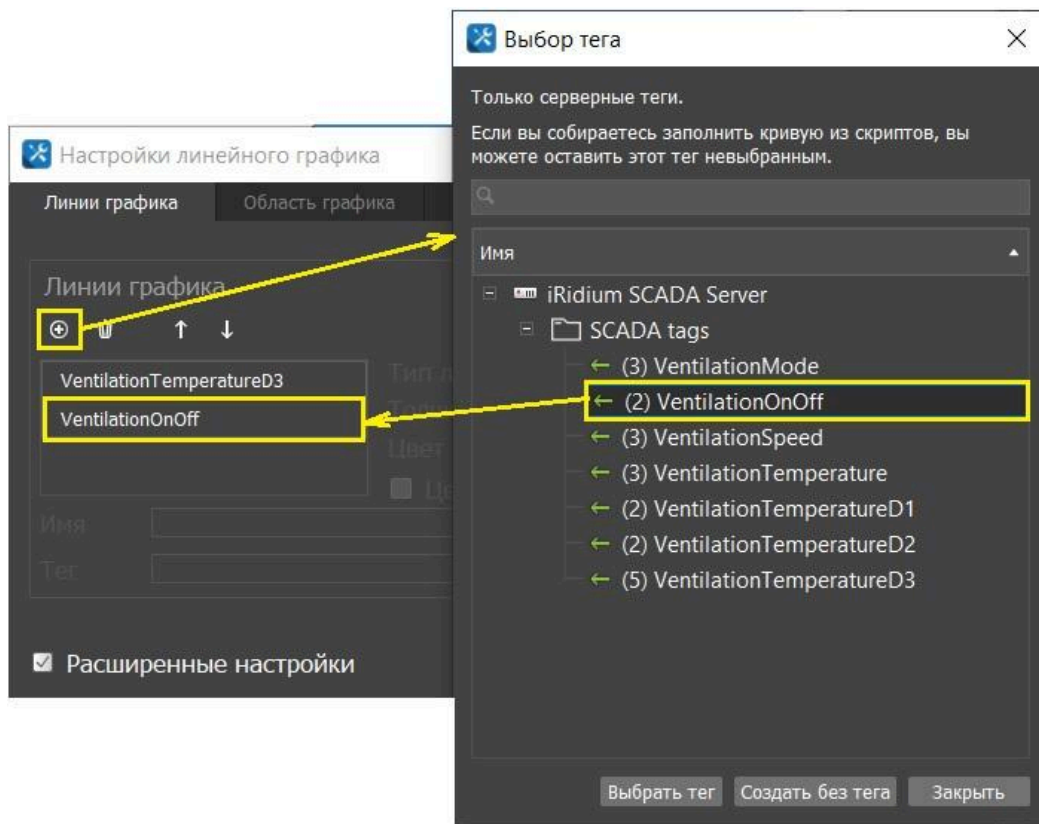 Выбор тега
Только серверные теги.
Если вы собираетесь заполнить кривую из скриптов, вы
можете оставить этот тег невыбранным.
Имя
iRidium SCADA Server
SCADA tags
(3) VentilationMode
(2) VentilationOnOff
(3) VentilationSpeed
(3) VentilationTemperature
(2) VentilationTemperatureD1
(2) VentilationTemperatureD2
(5) VentilationTemperatureD3
Выбрать тег
Создать без тега
Закрыть
Настройки линейного графика
Линии графика
Область графика
Линии графика
VentilationTemperatureD3
VentilationOnOff
Тип
Цвет
Имя
Тег
Расширенные настройки